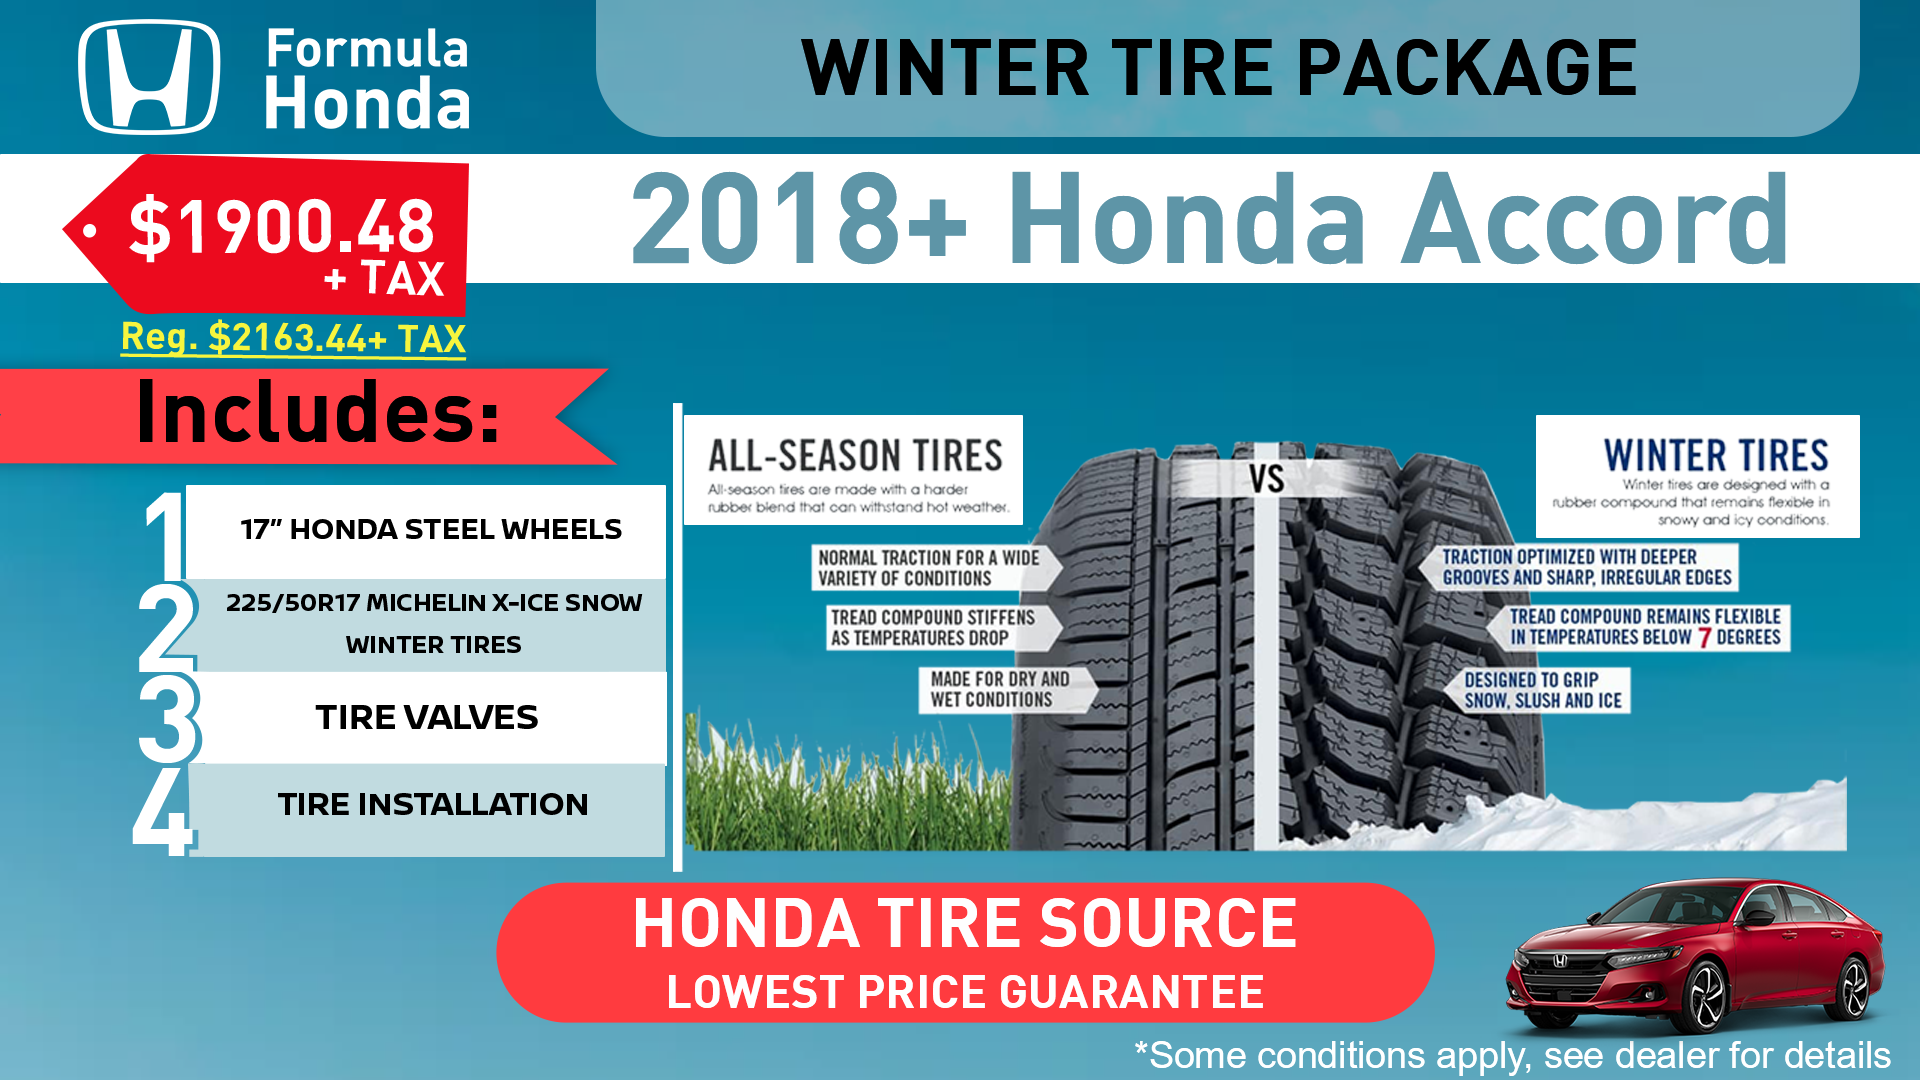 Formula
Honda
WINTER TIRE PACKAGE
$1900.48
+ TAX
2018+ Honda Accord
Reg. $2163.44+ TAX
Includes:
1
17" HONDA STEEL WHEELS
2
225/50R17 MICHELIN X-ICE SNOW
WINTER TIRES
3
TIRE VALVES
4
TIRE INSTALLATION
ALL-SEASON TIRES
All-season tires are made with a harder
rubber blend that can withstand hot weather.
NORMAL TRACTION FOR A WIDE
VARIETY OF CONDITIONS
TREAD COMPOUND STIFFENS
AS TEMPERATURES DROP
MADE FOR DRY AND
WET CONDITIONS
VS
WINTER TIRES
Winter tires are designed with a
rubber compound that remains flexible in
snowy and icy conditions.
TRACTION OPTIMIZED WITH DEEPER
GROOVES AND SHARP, IRREGULAR EDGES
TREAD COMPOUND REMAINS FLEXIBLE
IN TEMPERATURES BELOW 7 DEGREES
DESIGNED TO GRIP
SNOW, SLUSH AND ICE
HONDA TIRE SOURCE
LOWEST PRICE GUARANTEE
*Some conditions apply, see dealer for details